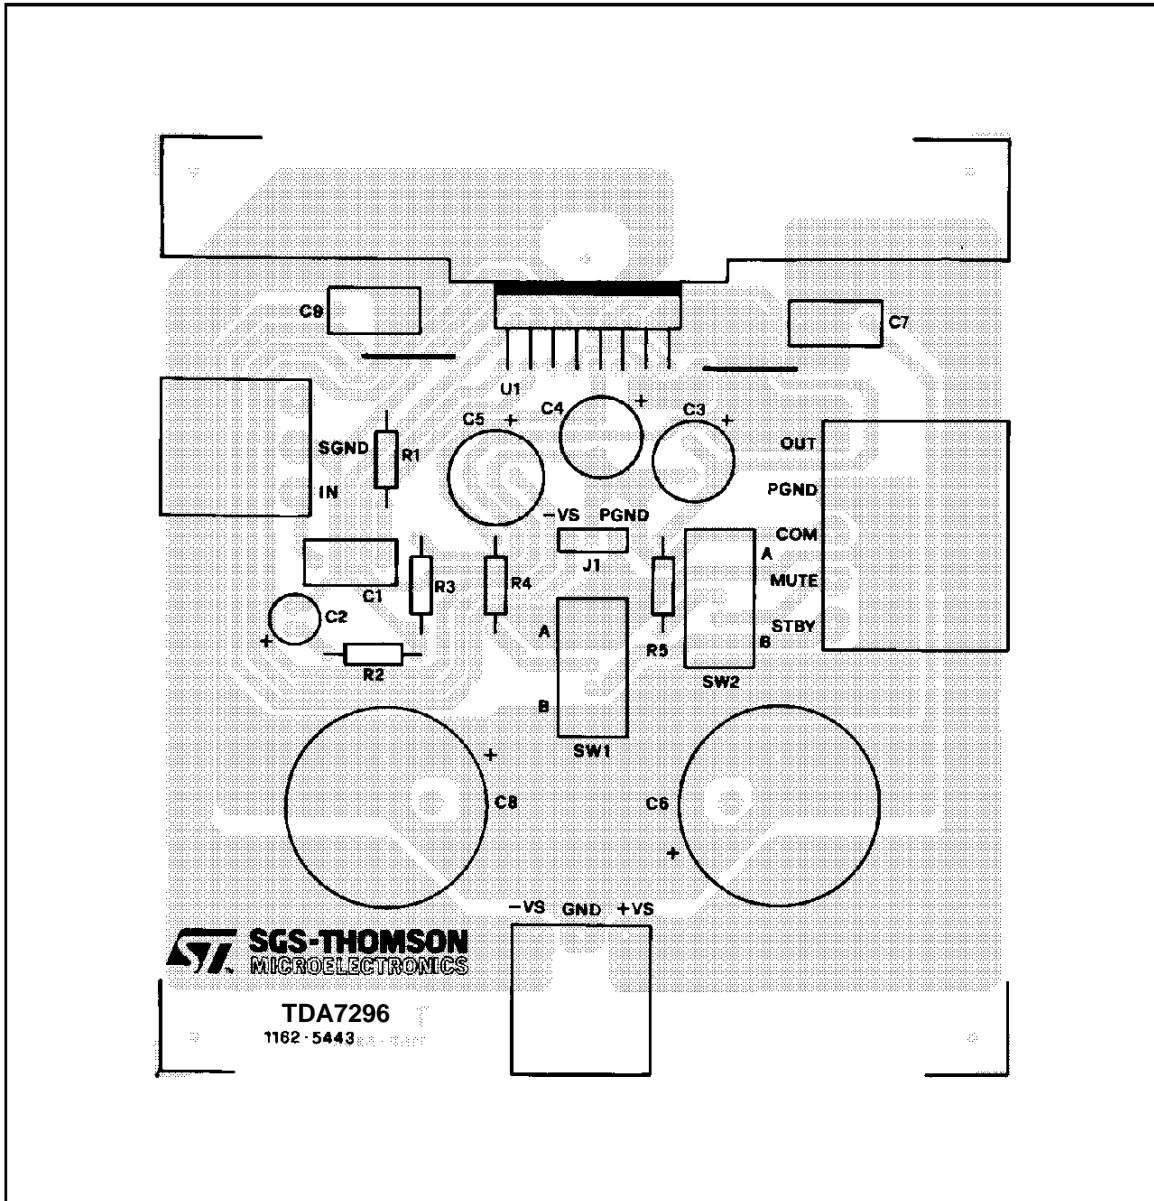 C9
C7
U1
C5 +
C4 +
C3 +
OUT
SGND
R1
IN
PGND
-VS PGND
COM
A
J1
MUTE
C1
R3
R4
C2
+
STBY
A
R5
B
R2
SW2
B
SW1
+
C8
C6
+
-VS GND +VS
ST SGS-THOMSON
MICROELECTRONICS
TDA7296
1162·5443